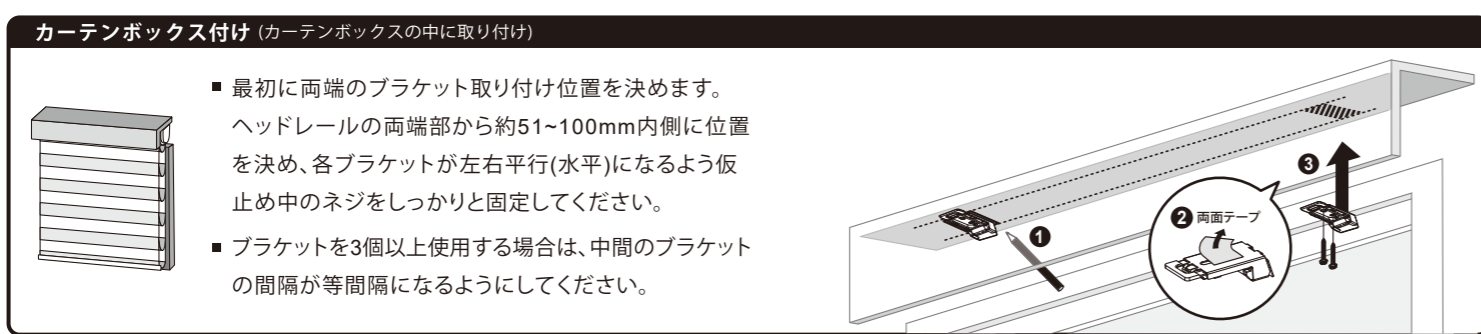 カーテンボックス付け (カーテンボックスの中に取り付け)
■ 最初に両端のブラケット取り付け位置を決めます。
ヘッドレールの両端部から約51~100mm内側に位置
を決め、各ブラケットが左右平行(水平)になるよう仮
止め中のネジをしっかりと固定してください。
■ ブラケットを3個以上使用する場合は、中間のブラケット
の間隔が等間隔になるようにしてください。
❶
❷ 両面テープ
❸